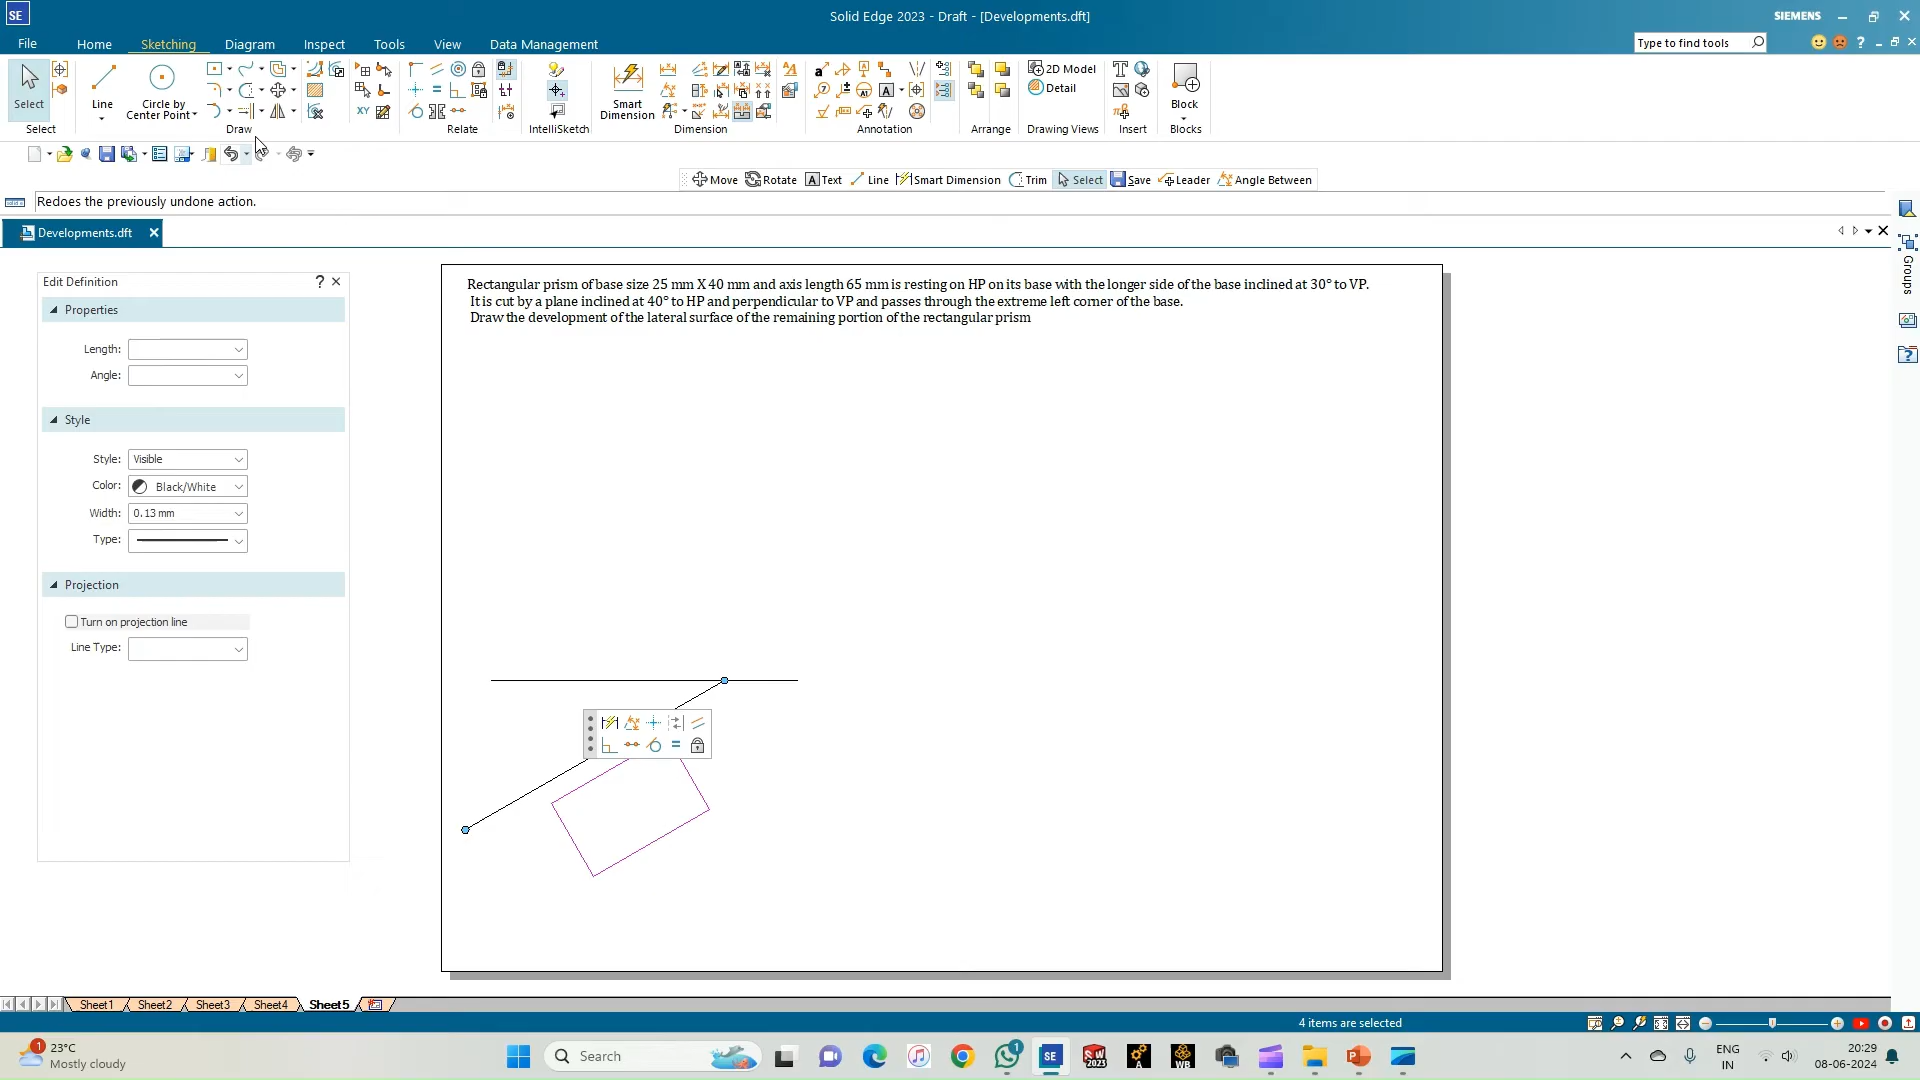 SE
Solid Edge 2023 - Draft - [Developments.dft]
SIEMENS
File
Home
Sketching
Diagram
Inspect
Tools
View
Data Management
Type to find tools
Select
Line
Circle by
Center Point
XY
Smart
Dimension
2D Model
Detail
Block
Select
Draw
Relate
IntelliSketch
Dimension
Annotation
Arrange
Drawing Views
Insert
Blocks
Move
Rotate
Text
Line
Smart Dimension
Trim
Select
Save
Leader
Angle Between
Redoes the previously undone action.
Developments.dft
Groups
Edit Definition
Properties
Length:
Angle:
Style
Style:
Visible
Color:
Black/White
Width:
0.13 mm
Type:
Projection
Turn on projection line
Line Type:
Rectangular prism of base size 25 mm X 40 mm and axis length 65 mm is resting on HP on its base with the longer side of the base inclined at 30° to VP.
It is cut by a plane inclined at 40° to HP and perpendicular to VP and passes through the extreme left corner of the base.
Draw the development of the lateral surface of the remaining portion of the rectangular prism
Sheet1
Sheet2
Sheet3
Sheet4
Sheet5
4 items are selected
1
23°C
Mostly cloudy
Search
1
SE
2023
A
WB
P
ENG
IN
20:29
08-06-2024